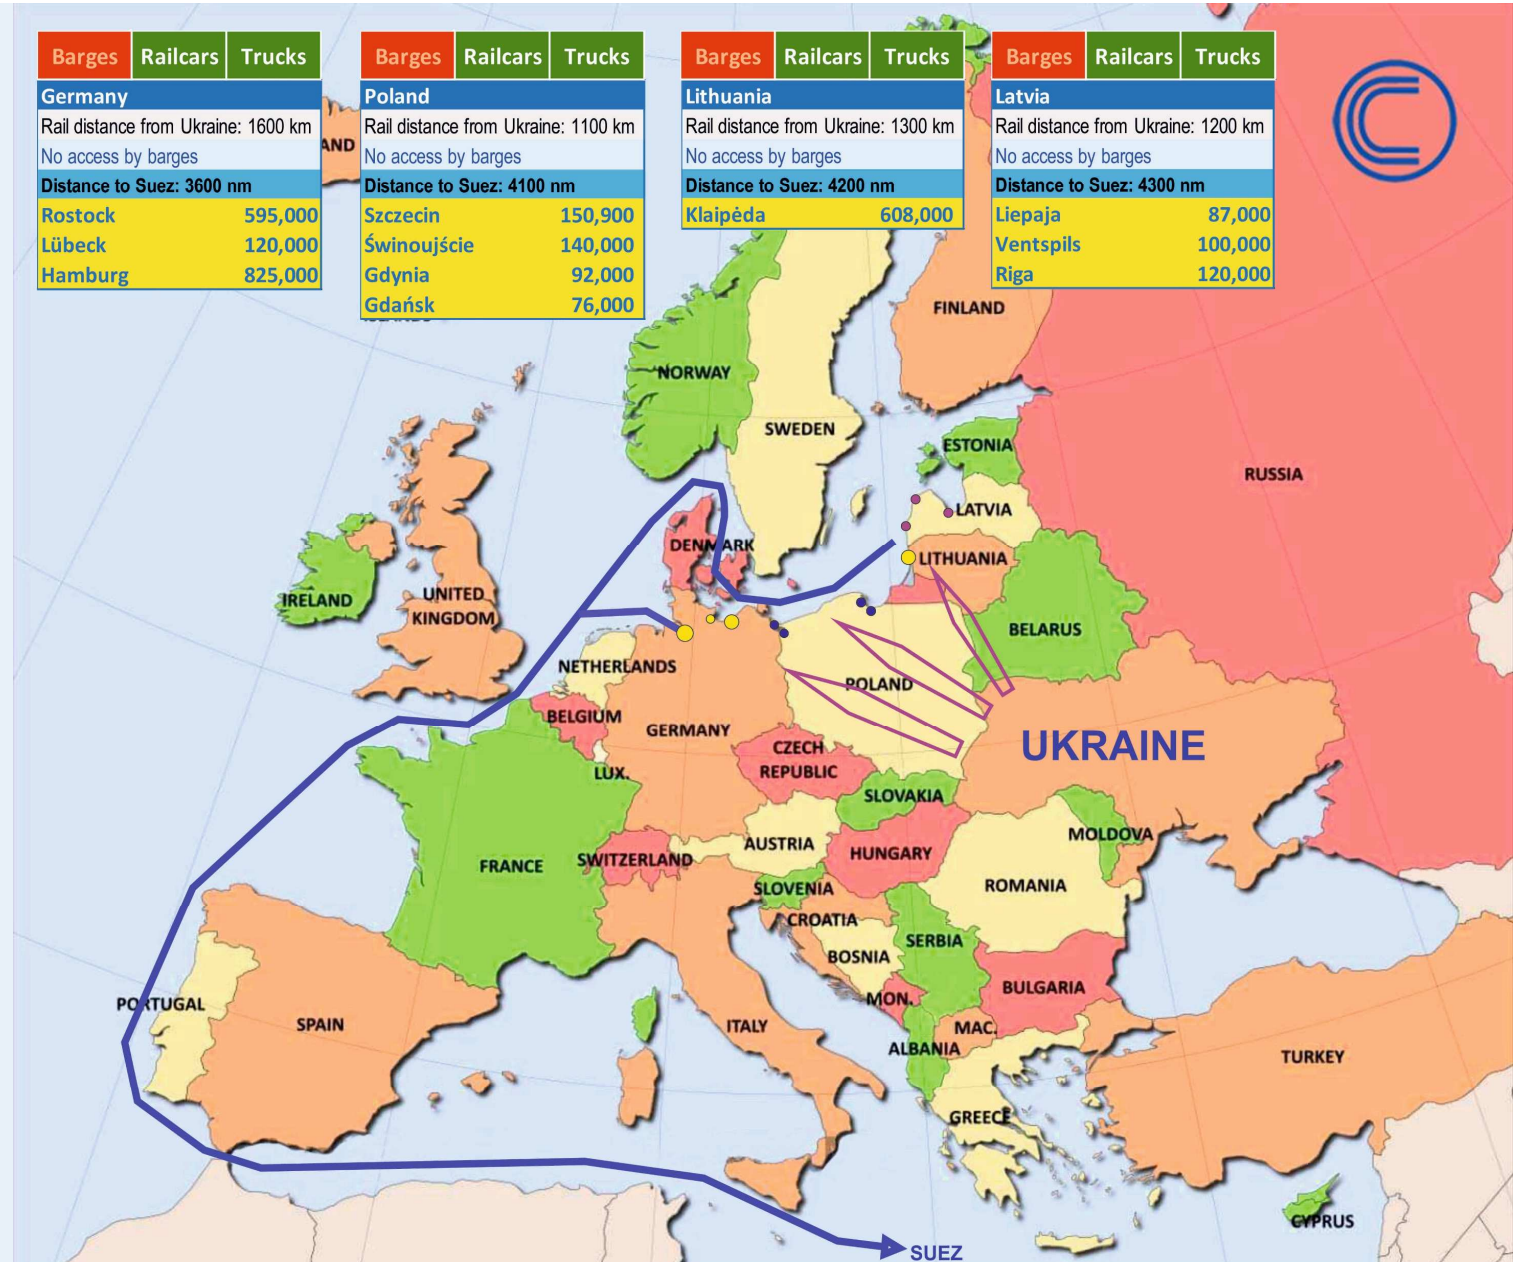 Barges Railcars Trucks
Germany
Rail distance from Ukraine: 1600 km
No access by barges
Distance to Suez: 3600 nm
Rostock 595,000
Lübeck 120,000
Hamburg 825,000
Barges Railcars Trucks
Poland
Rail distance from Ukraine: 1100 km
No access by barges
Distance to Suez: 4100 nm
Szczecin 150,900
Świnoujście 140,000
Gdynia 92,000
Gdańsk 76,000
Barges Railcars Trucks
Lithuania
Rail distance from Ukraine: 1300 km
No access by barges
Distance to Suez: 4200 nm
Klaipėda 608,000
Barges Railcars Trucks
Latvia
Rail distance from Ukraine: 1200 km
No access by barges
Distance to Suez: 4300 nm
Liepaja 87,000
Ventspils 100,000
Riga 120,000
AND
FINLAND
NORWAY
SWEDEN
ESTONIA
RUSSIA
LATVIA
DENMARK
LITHUANIA
IRELAND
UNITED
KINGDOM
BELARUS
NETHERLANDS
POLAND
BELGIUM
GERMANY
UKRAINE
CZECH
REPUBLIC
LUX.
SLOVAKIA
MOLDOVA
AUSTRIA
HUNGARY
SWITZERLAND
FRANCE
SLOVENIA
ROMANIA
CROATIA
SERBIA
BOSNIA
BULGARIA
MON.
PORTUGAL
SPAIN
ITALY
MAC.
ALBANIA
TURKEY
GREECE
CYPRUS
SUEZ